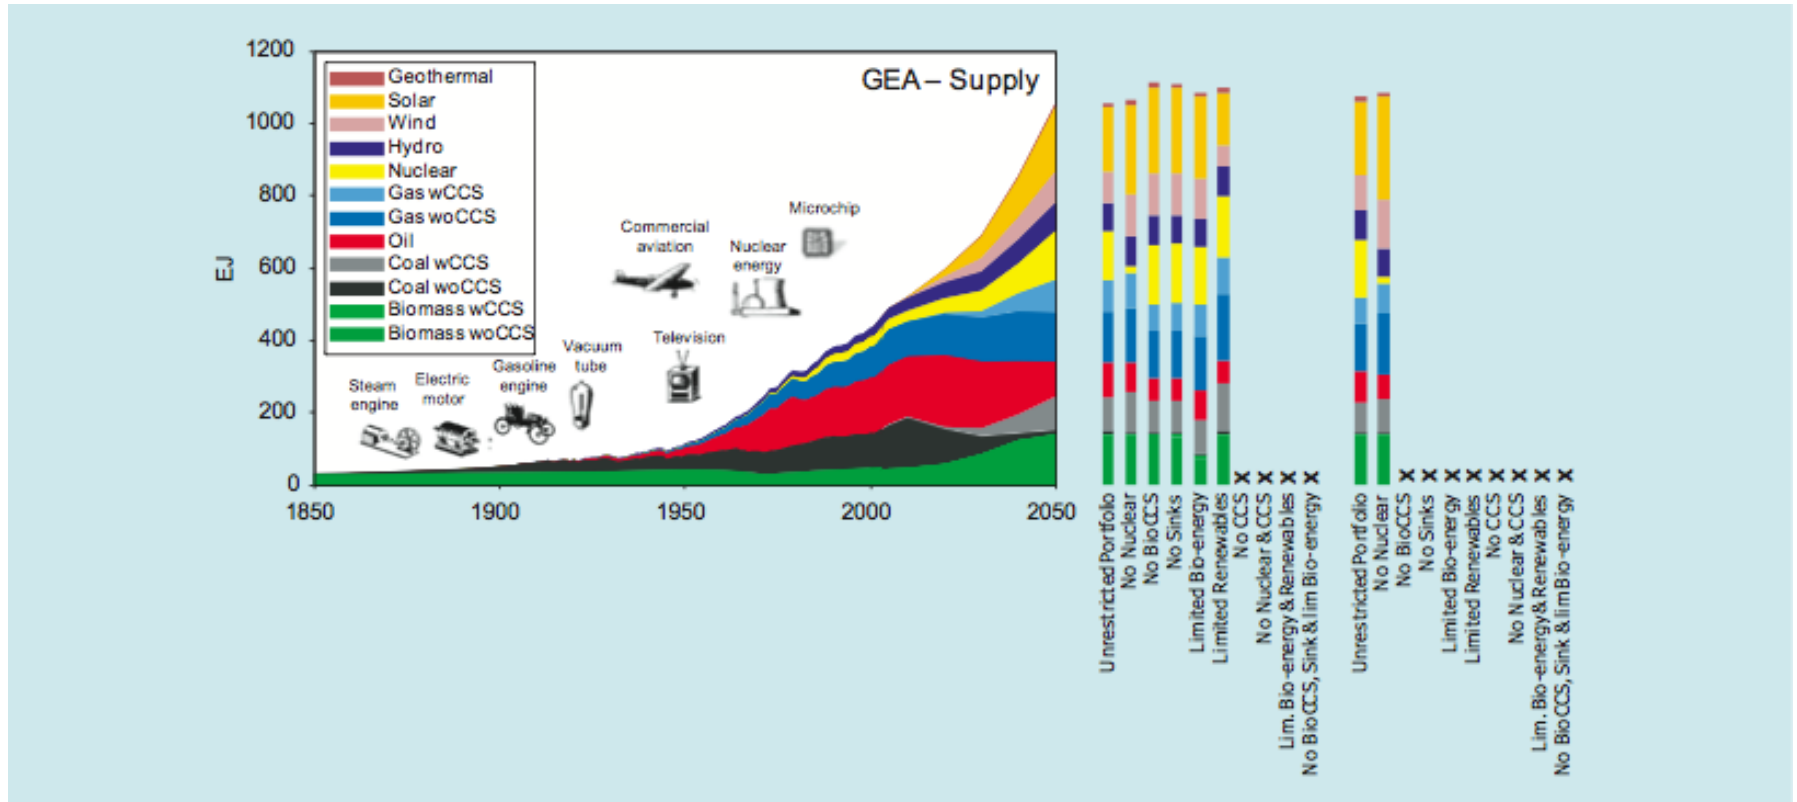 GEA – Supply
EJ
1200
1000
800
600
400
200
0
Geothermal
Solar
Wind
Hydro
Nuclear
Gas wCCS
Gas woCCS
Oil
Coal wCCS
Coal woCCS
Biomass wCCS
Biomass woCCS
Steam
engine
Electric
motor
Gasoline
engine
Vacuum
tube
Television
Commercial
aviation
Nuclear
energy
Microchip
1850
1900
1950
2000
2050
X X X X
X X X X X X X X
Unrestricted Portfolio
No Nuclear
No BioCCS
No Sinks
Limited Bio-energy
Limited Renewables
No CCS
No Nuclear & CCS
Lim. Bio-energy & Renewables
No BioCCS, Sink & lim Bio-energy
Unrestricted Portfolio
No Nuclear
No BioCCS
No Sinks
Limited Bio-energy
Limited Renewables
No CCS
No Nuclear & CCS
Lim. Bio-energy & Renewables
No BioCCS, Sink & lim Bio-energy